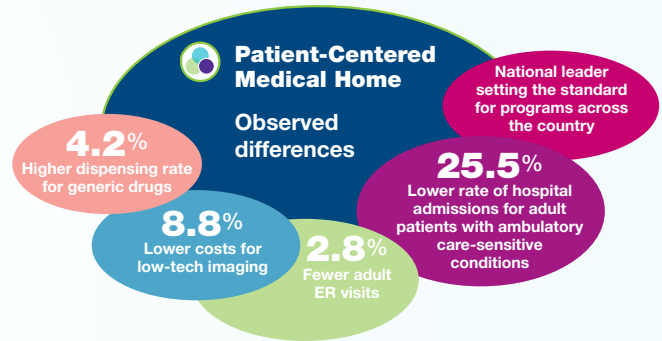 Patient-Centered
Medical Home
Observed
differences
National leader
setting the standard
for programs across
the country
4.2%
Higher dispensing rate
for generic drugs
8.8%
Lower costs for
low-tech imaging
2.8%
Fewer adult
ER visits
25.5%
Lower rate of hospital
admissions for adult
patients with ambulatory
care-sensitive
conditions